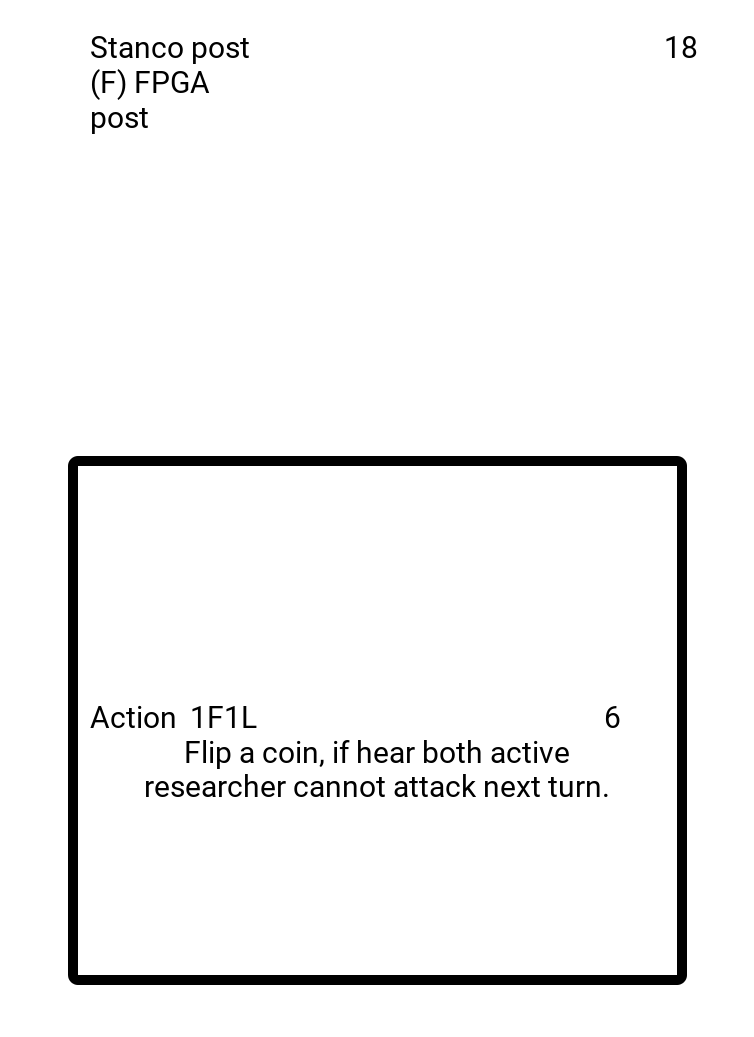 Stanco post 18
(F) FPGA
post
Action 1F1L 6
Flip a coin, if hear both active
researcher cannot attack next turn.